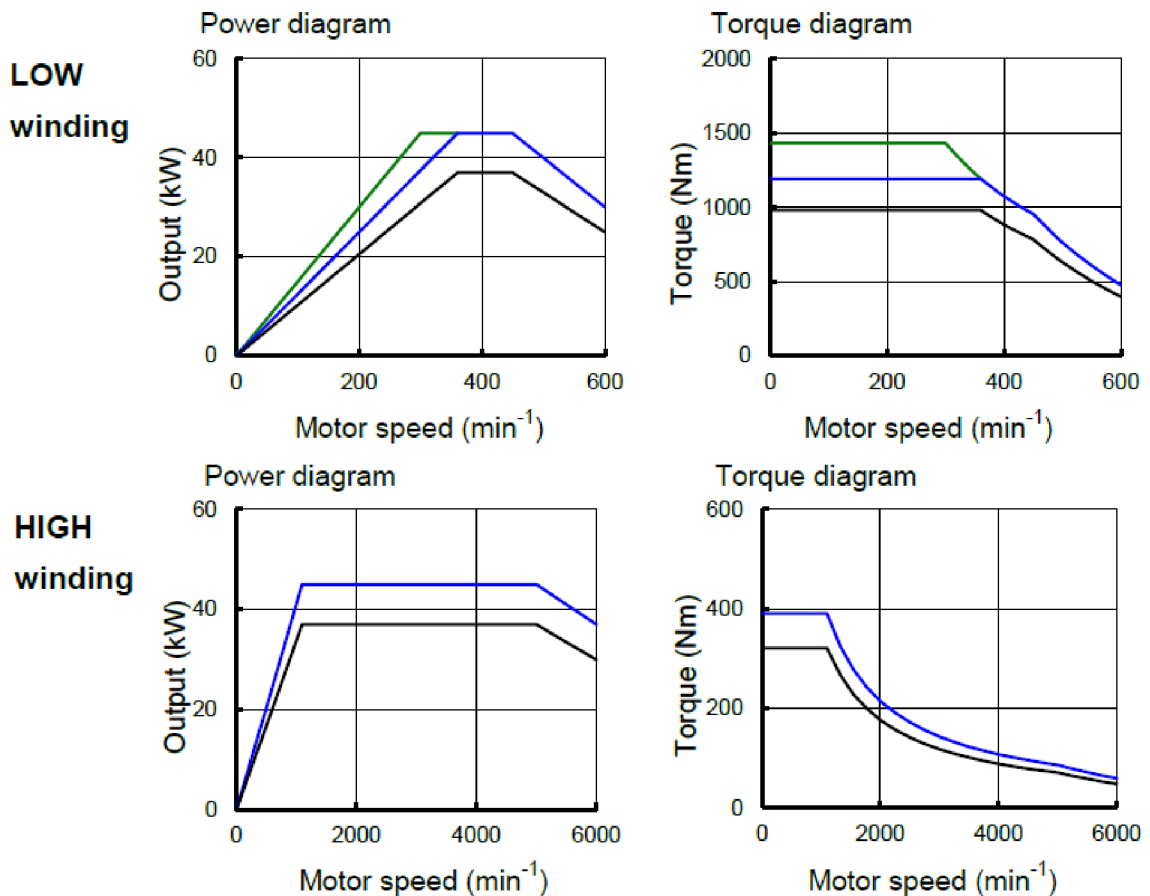 LOW
winding
Power diagram
60
40
20
0
0 200 400 600
Output (kW)
Motor speed (min⁻¹)
Torque diagram
2000
1500
1000
500
0
0 200 400 600
Torque (Nm)
Motor speed (min⁻¹)
HIGH
winding
Power diagram
60
40
20
0
0 2000 4000 6000
Output (kW)
Motor speed (min⁻¹)
Torque diagram
600
400
200
0
0 2000 4000 6000
Torque (Nm)
Motor speed (min⁻¹)